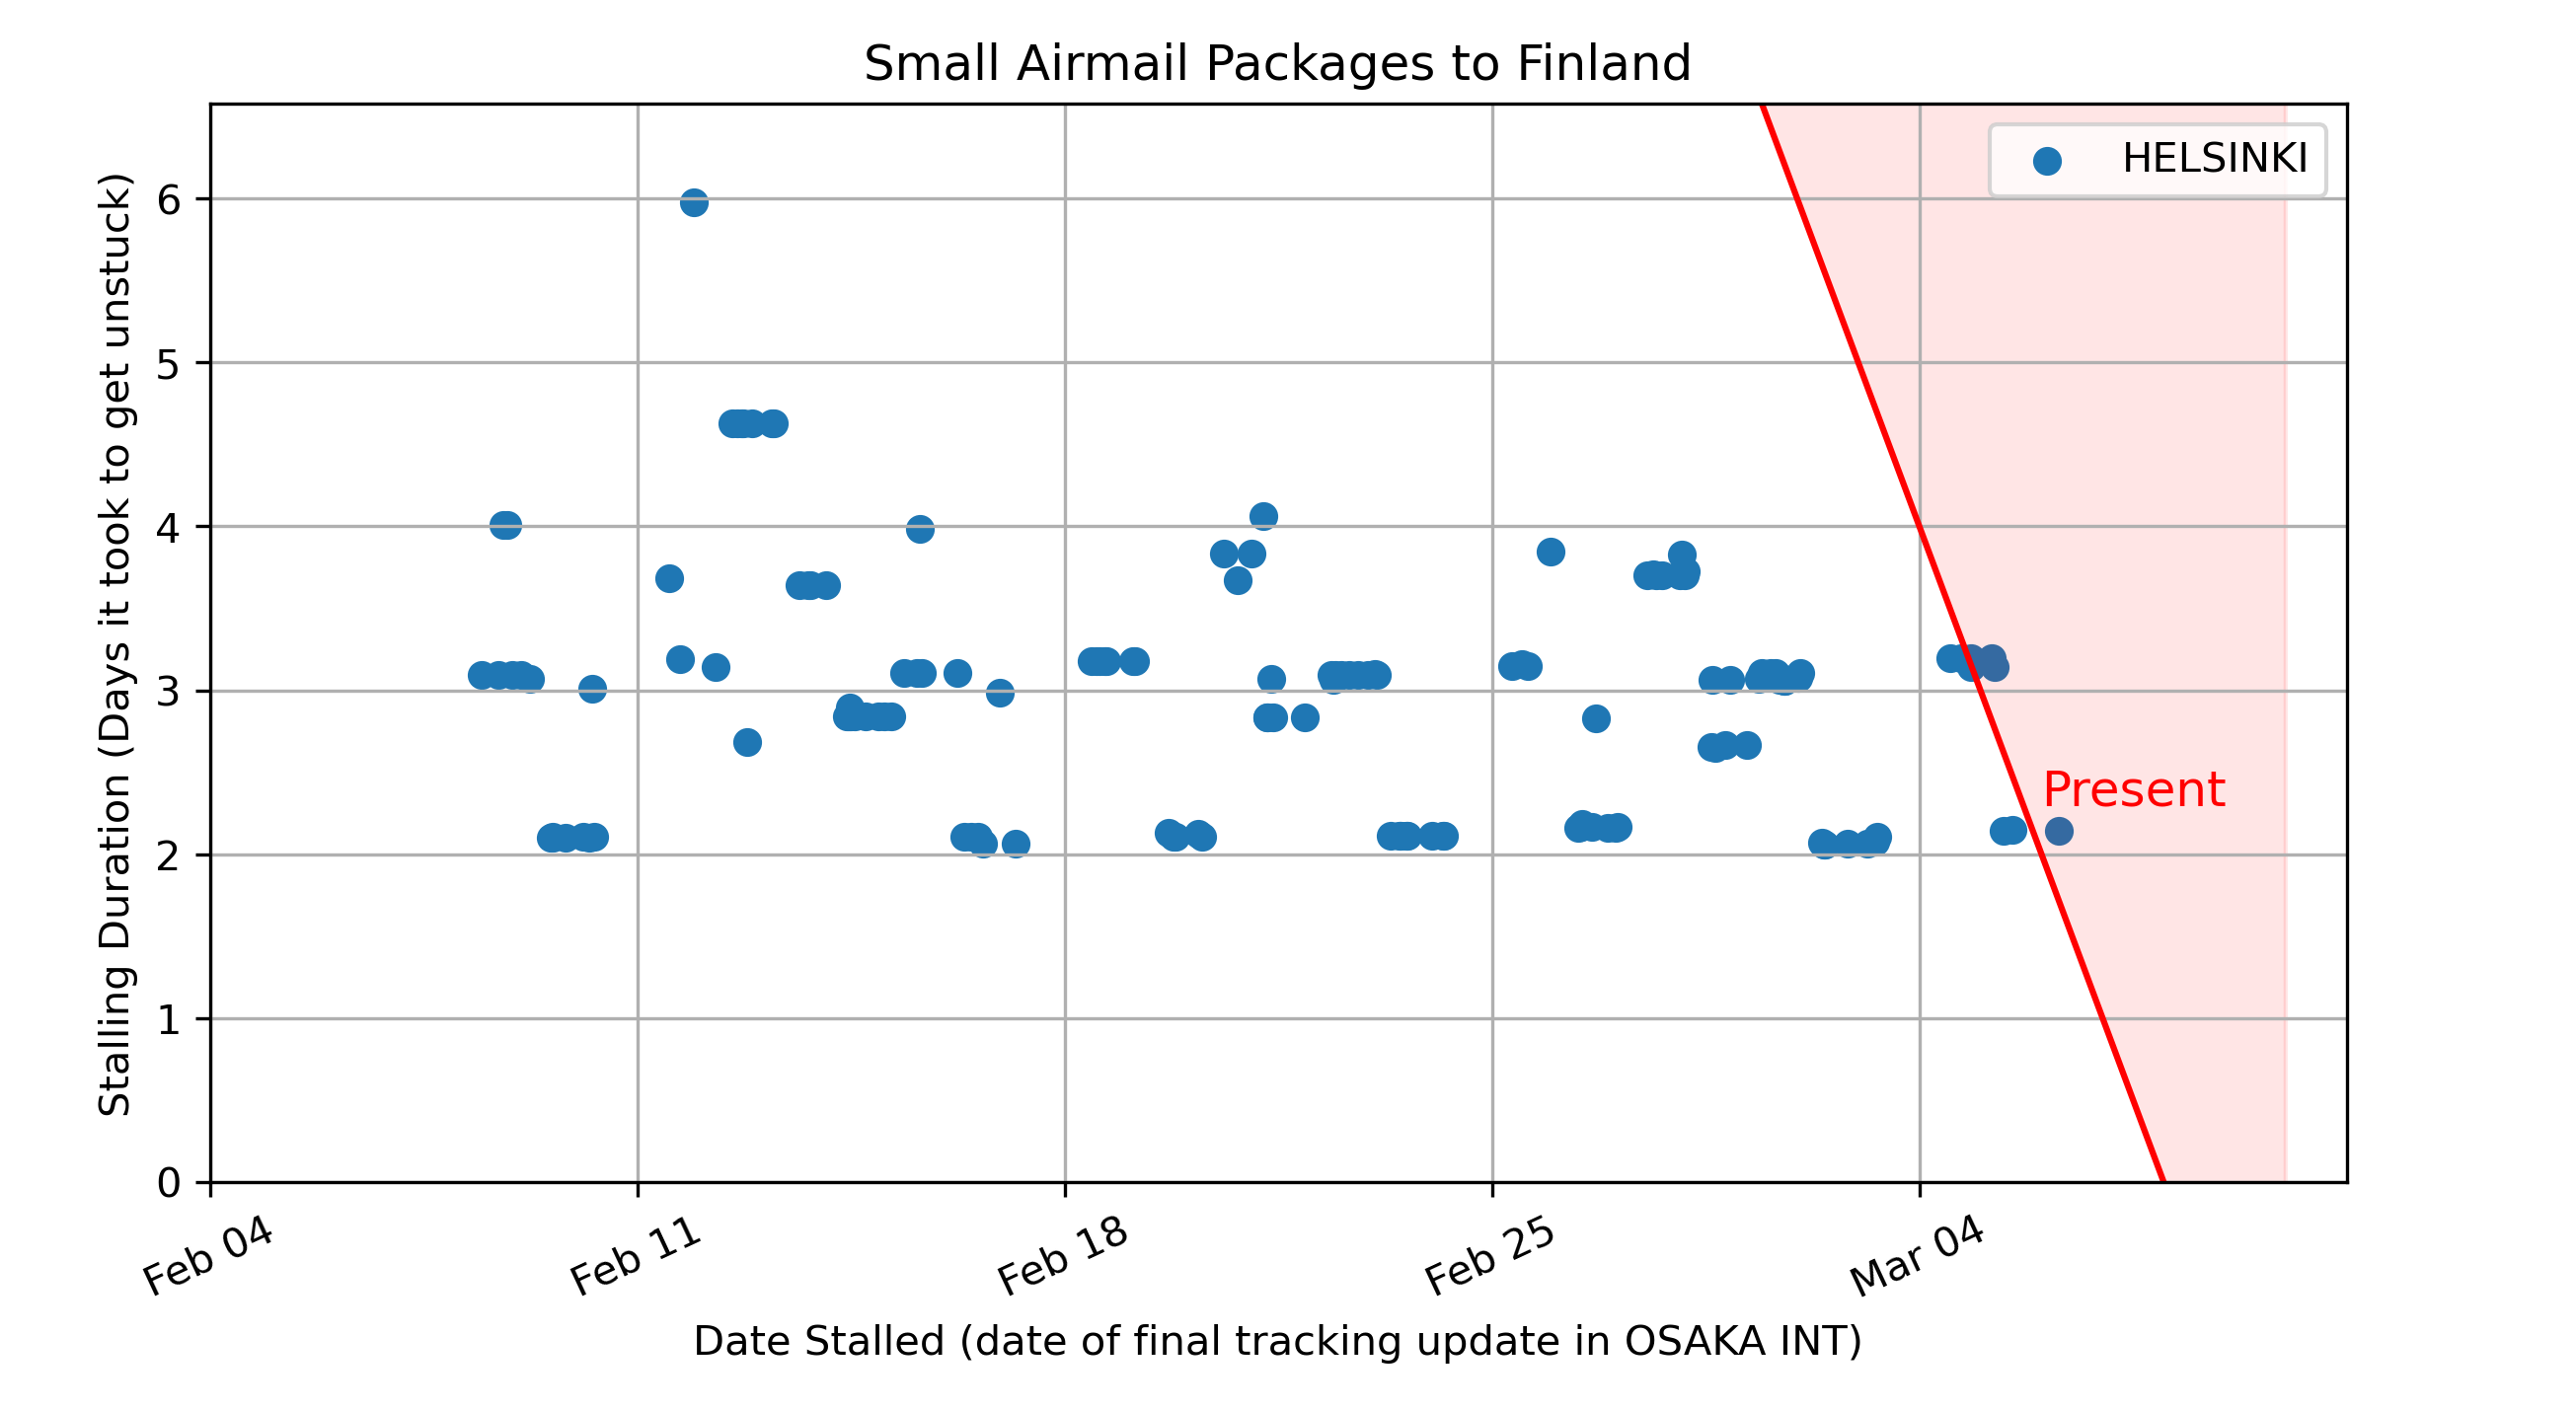 Small Airmail Packages to Finland
Stalling Duration (Days it took to get unstuck)
6
5
4
3
2
1
0
HELSINKI
Present
Feb 04
Feb 11
Feb 18
Feb 25
Mar 04
Date Stalled (date of final tracking update in OSAKA INT)